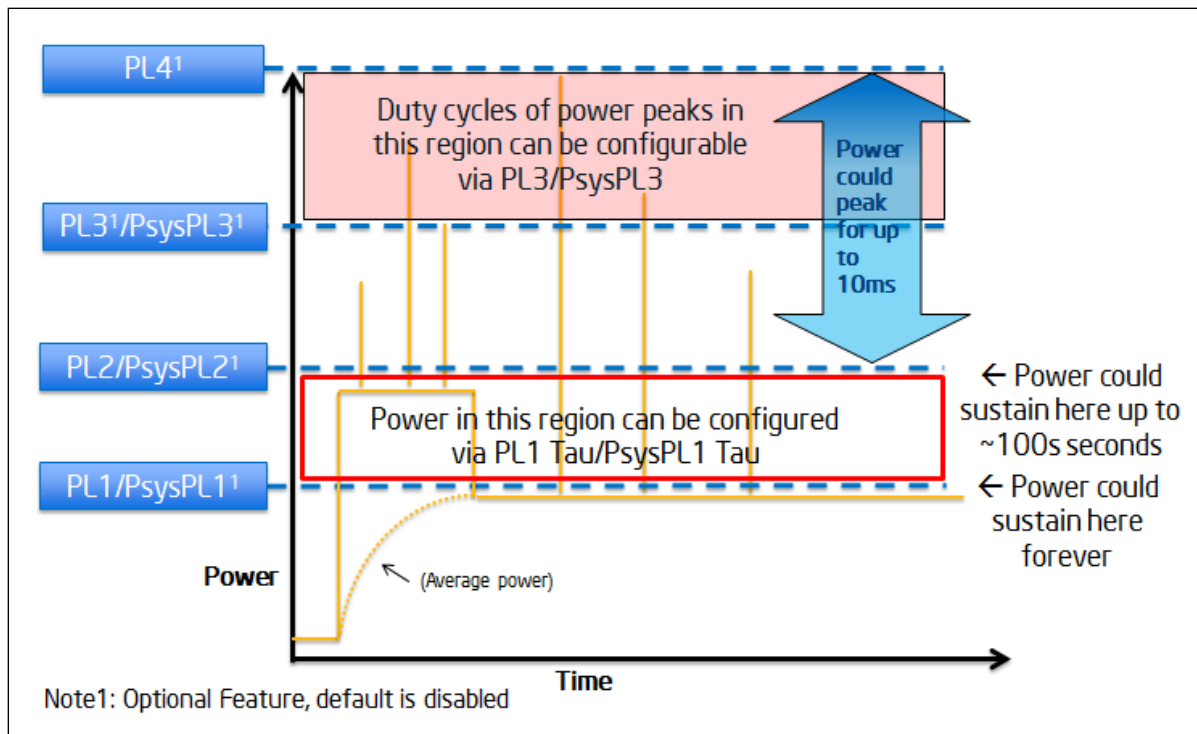 PL4¹
Duty cycles of power peaks in
this region can be configurable
via PL3/PsysPL3
Power
could
peak
for up
to
10ms
PL3¹/PsysPL3¹
PL2/PsysPL2¹
← Power could
sustain here up to
~100s seconds
Power in this region can be configured
via PL1 Tau/PsysPL1 Tau
PL1/PsysPL1¹
← Power could
sustain here
forever
Power
(Average power)
Time
Note1: Optional Feature, default is disabled